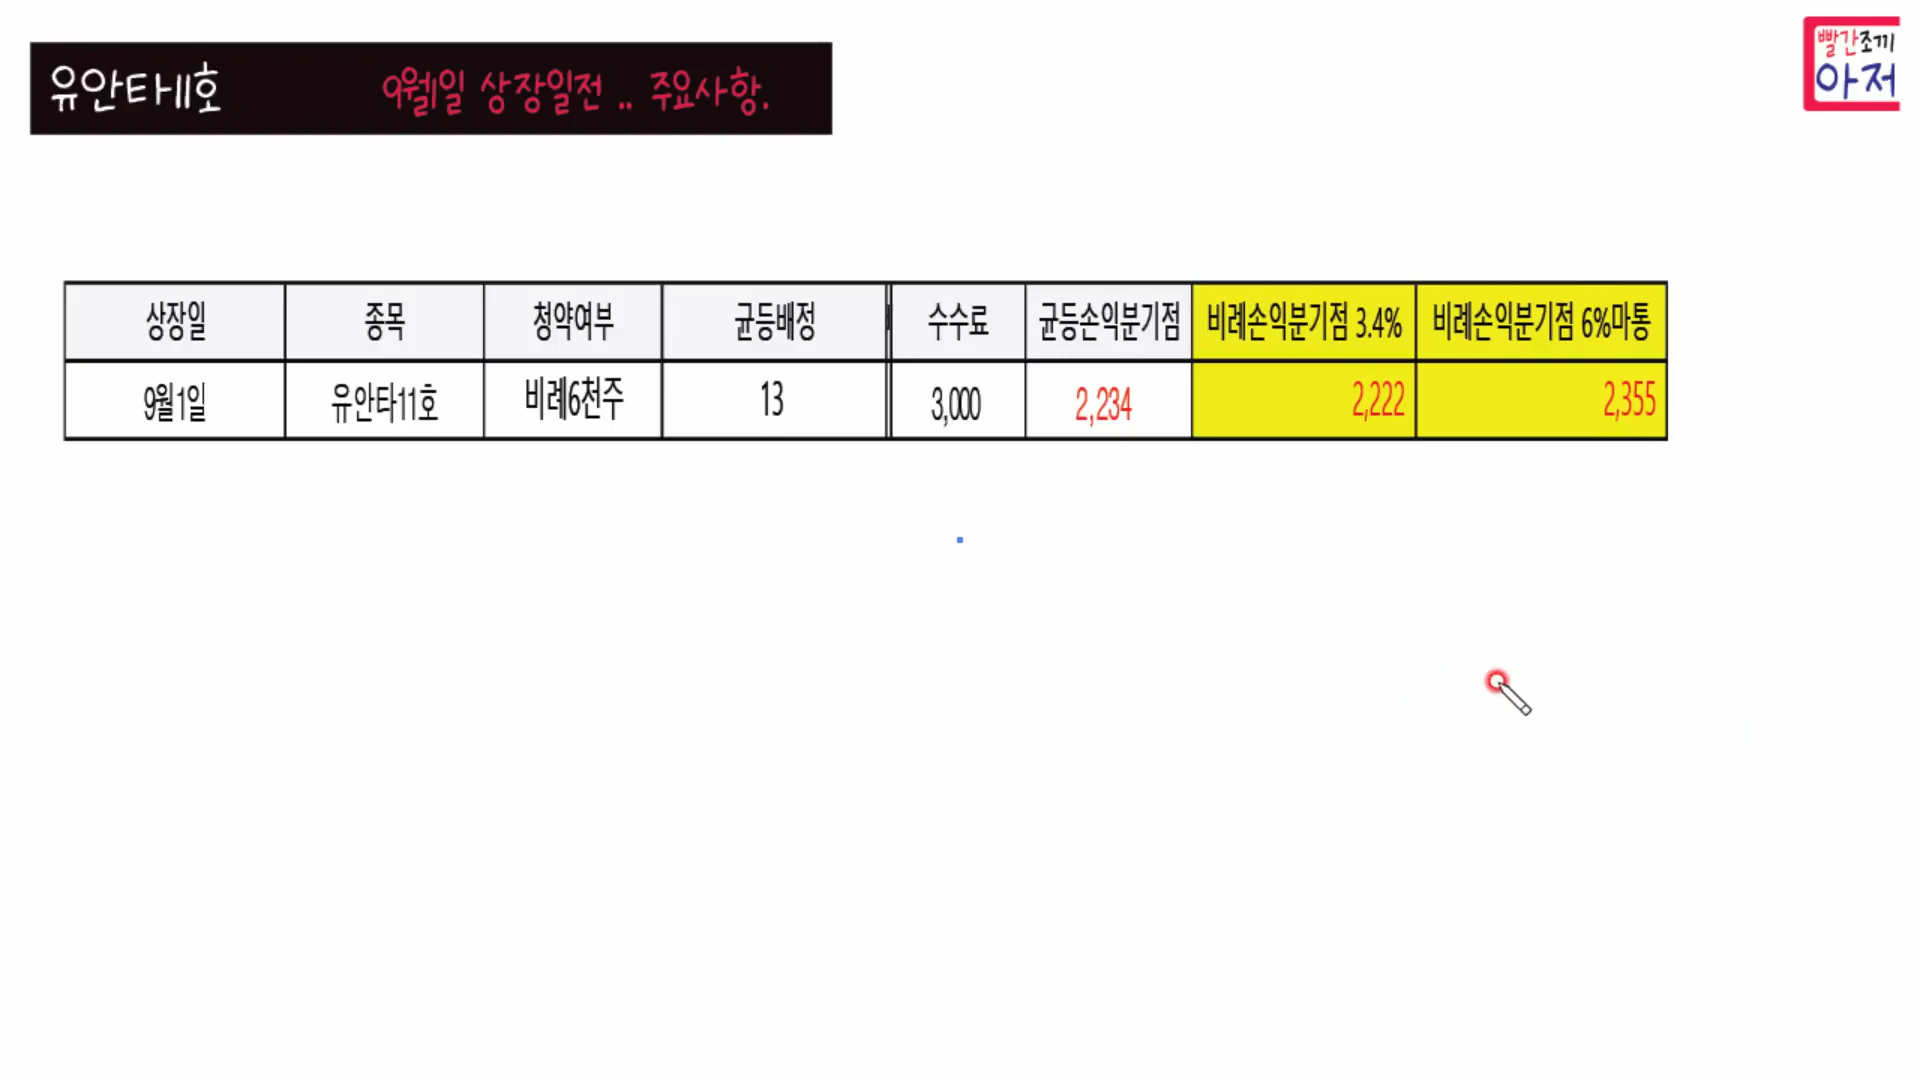 유안타11호 9월1일 상장일전 .. 주요사항.
빨간조끼
아저
상장일 종목 청약여부 균등배정 수수료 균등손익분기점 비례손익분기점 3.4% 비례손익분기점 6%마통
9월1일 유안타11호 비례6천주 13 3,000 2,234 2,222 2,355